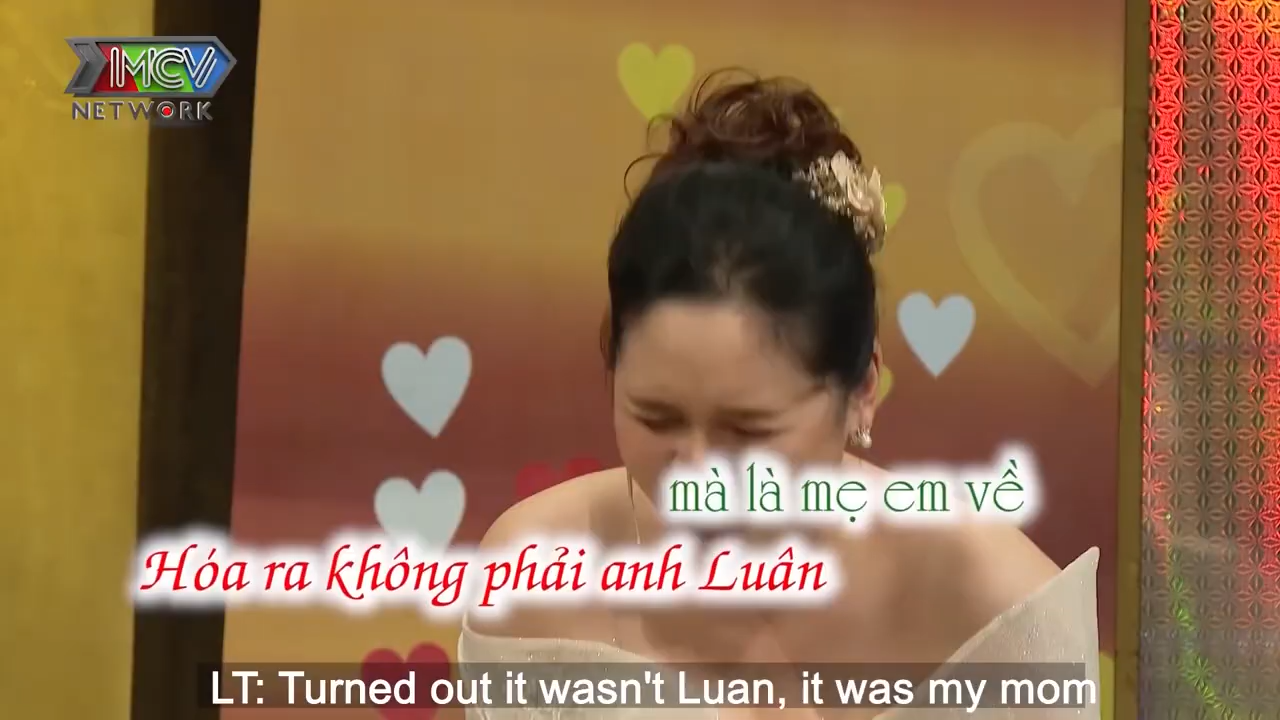 MCV
NETWORK
mà là mẹ em về
Hóa ra không phải anh Luân
LT: Turned out it wasn't Luan, it was my mom